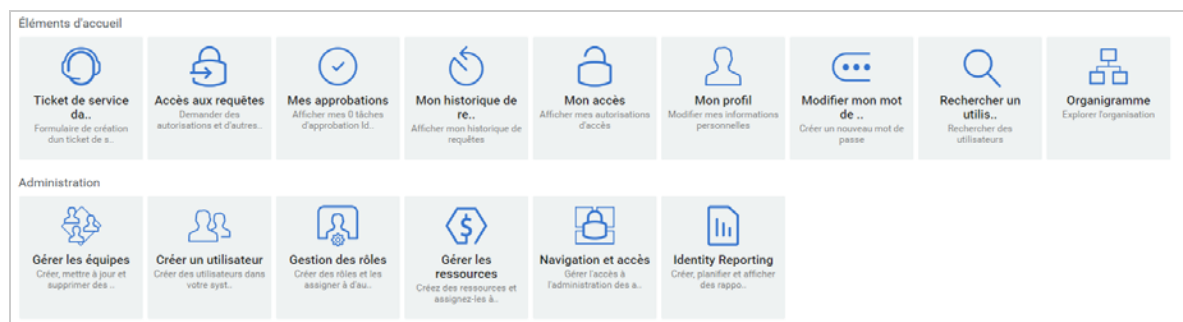 Éléments d'accueil
Ticket de service da..
Formulaire de création dun ticket de s..
Accès aux requêtes
Demander des autorisations et d'autres..
Mes approbations
Afficher mes 0 tâches d'approbation Id..
Mon historique de re..
Afficher mon historique de requêtes
Mon accès
Afficher mes autorisations d'accès
Mon profil
Modifier mes informations personnelles
Modifier mon mot de ..
Créer un nouveau mot de passe
Rechercher un utilis..
Rechercher des utilisateurs
Organigramme
Explorer l'organisation
Administration
Gérer les équipes
Créer, mettre à jour et supprimer des ..
Créer un utilisateur
Créer des utilisateurs dans votre syst..
Gestion des rôles
Créer des rôles et les assigner à d'au..
Gérer les ressources
Créez des ressources et assignez-les à..
Navigation et accès
Gérer l'accès à l'administration des a..
Identity Reporting
Créer, planifier et afficher des rappo..